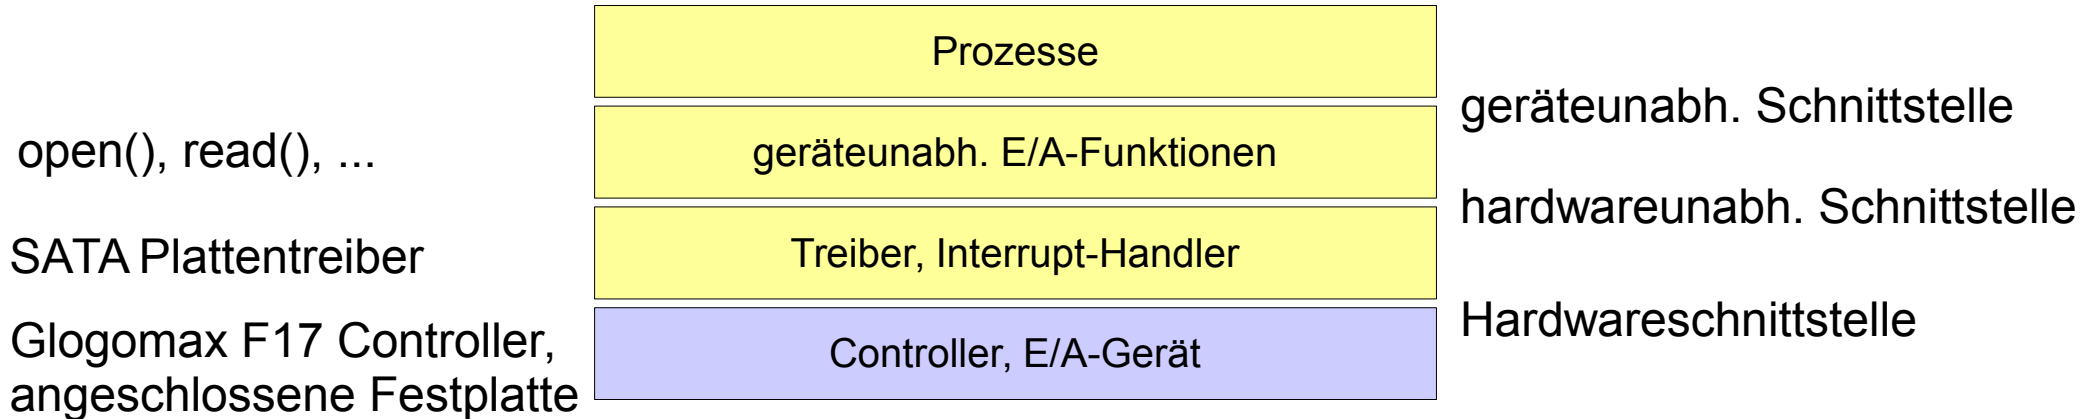 Prozesse
geräteunabh. Schnittstelle
open(), read(), ...
geräteunabh. E/A-Funktionen
hardwareunabh. Schnittstelle
SATA Plattentreiber
Treiber, Interrupt-Handler
Hardwareschnittstelle
Glogomax F17 Controller,
angeschlossene Festplatte
Controller, E/A-Gerät